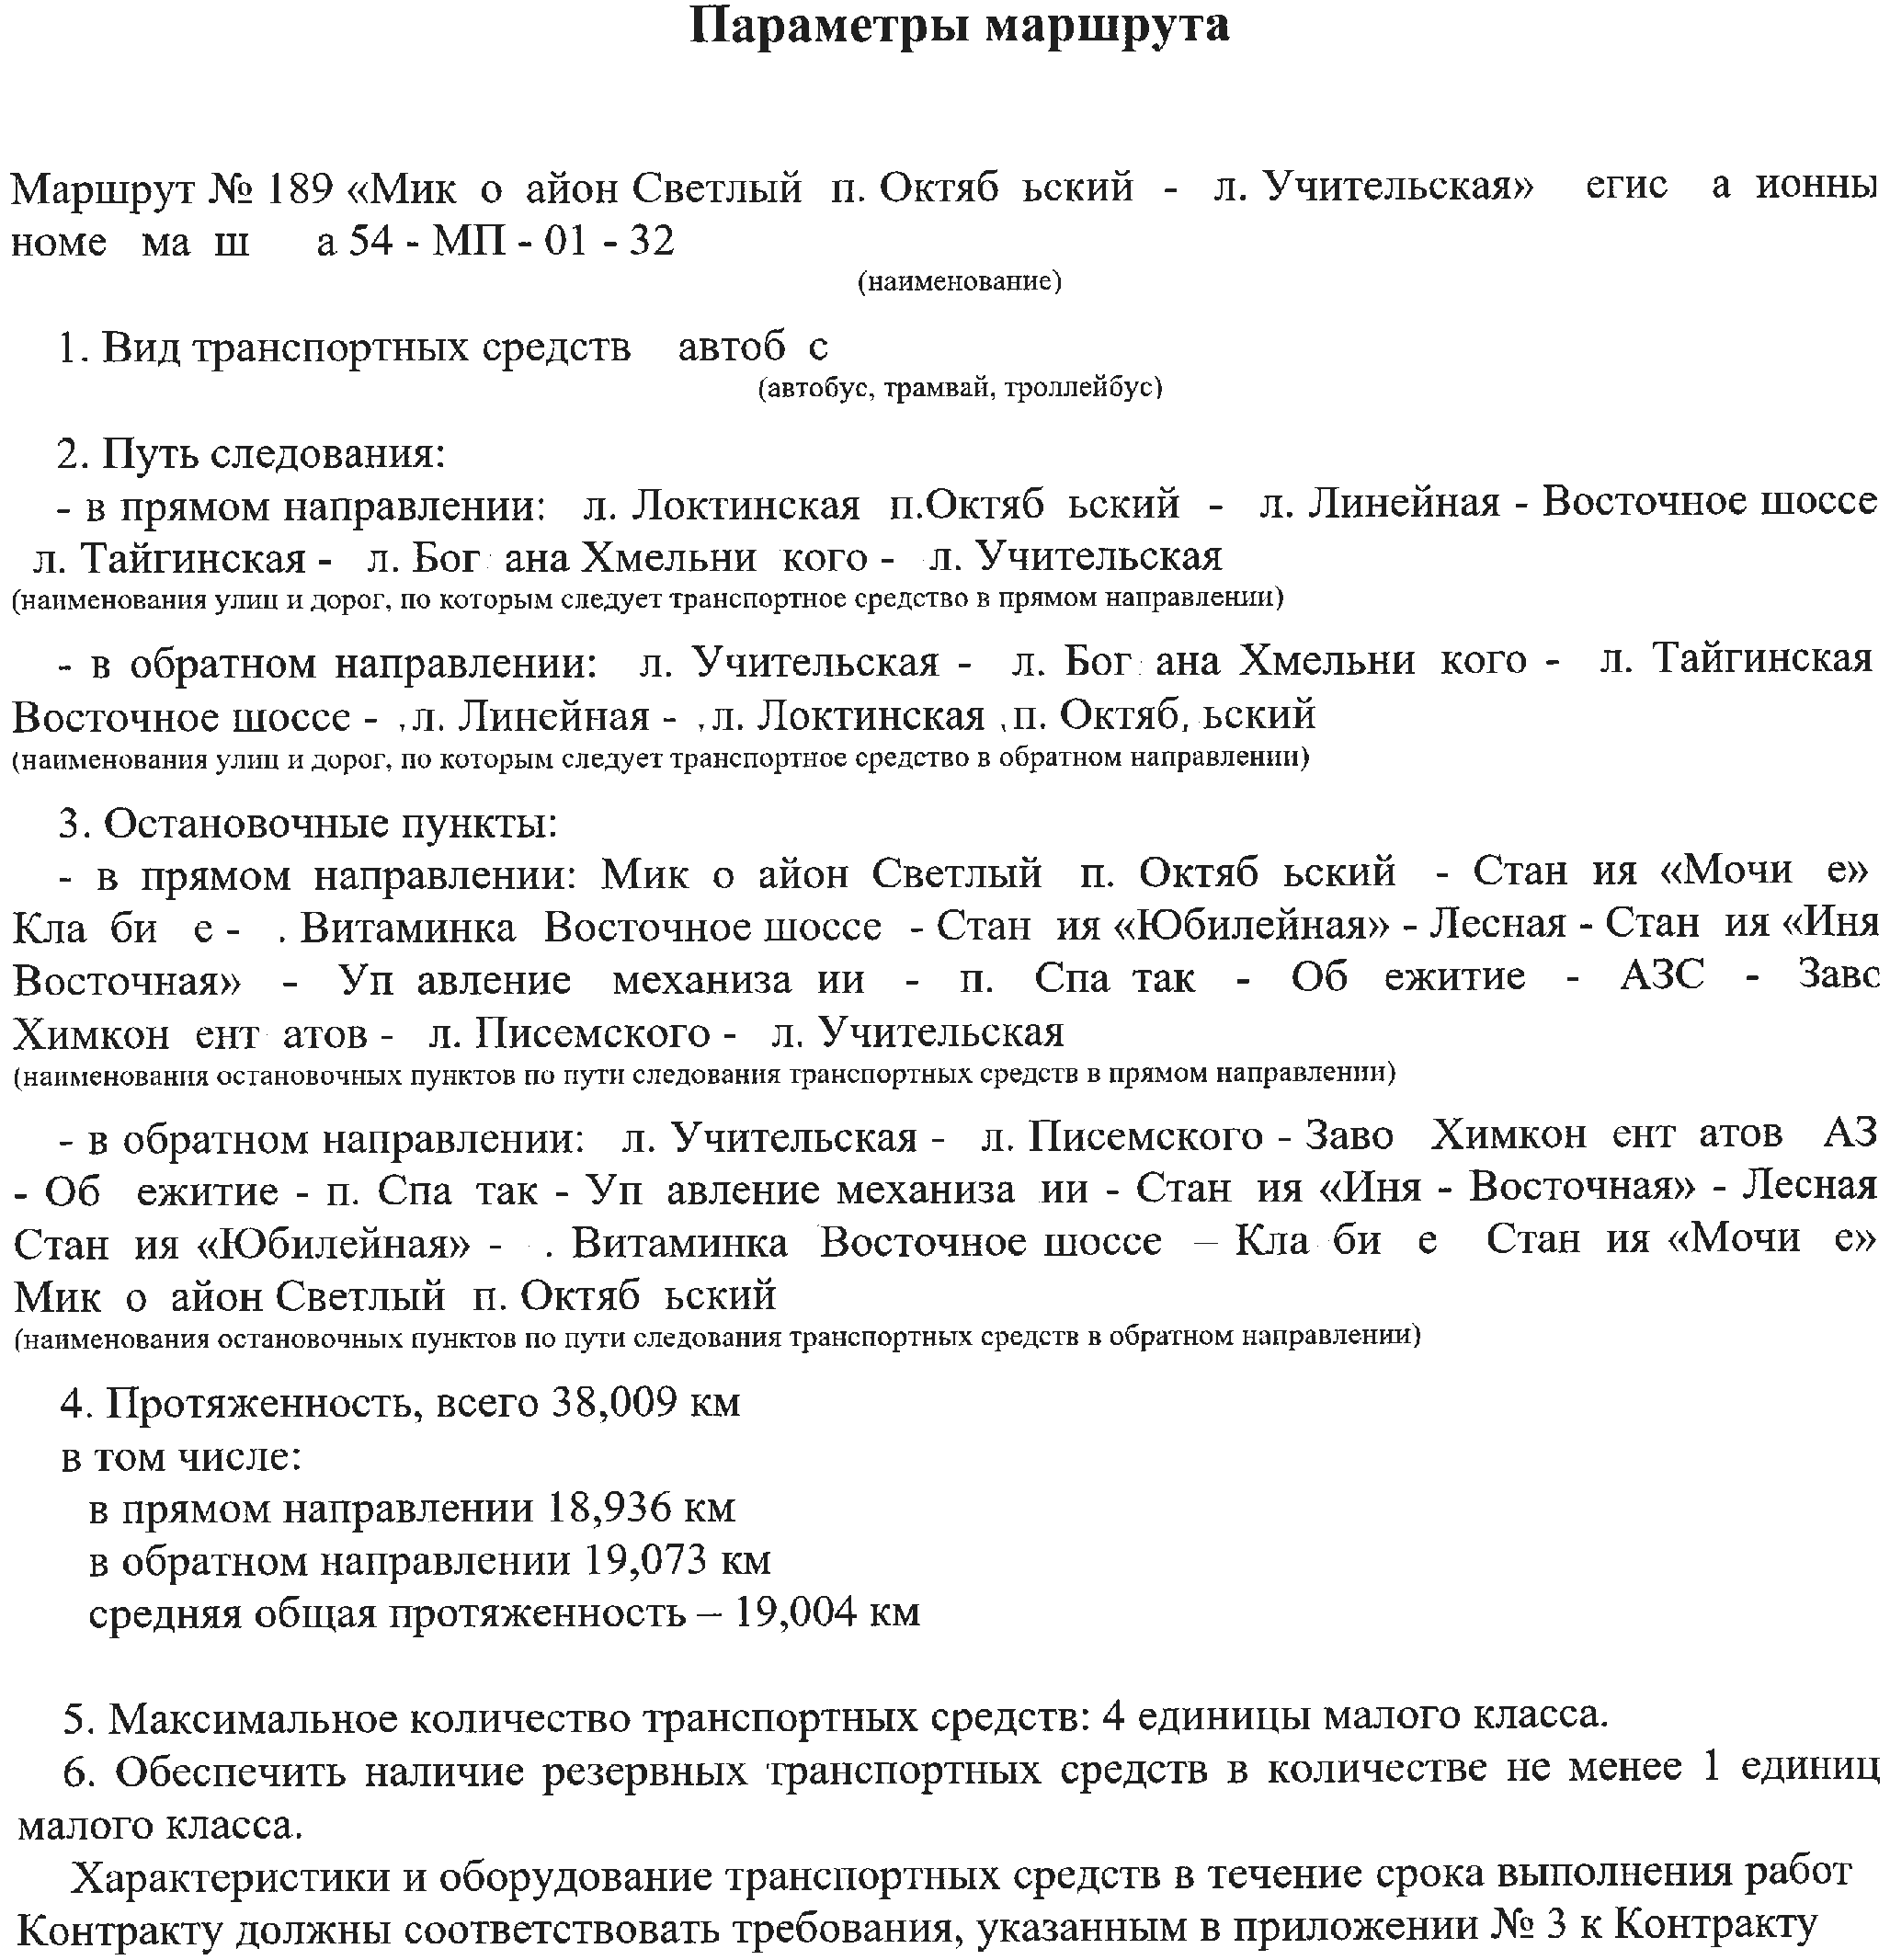 Параметры маршрута
Маршрут № 189 «Мик о айон Светлый п. Октяб ьский - л. Учительская» егис а ионны
номе ма ш а 54 - МП - 01 - 32
(наименование)
1. Вид транспортных средств автоб с
(автобус, трамвай, троллейбус)
2. Путь следования:
- в прямом направлении: л. Локтинская п.Октяб ьский - л. Линейная - Восточное шоссе
л. Тайгинская - л. Бог ана Хмельни кого - л. Учительская
(наименования улиц и дорог, по которым следует транспортное средство в прямом направлении)
- в обратном направлении: л. Учительская - л. Бог ана Хмельни кого - л. Тайгинская
Восточное шоссе - л. Линейная - л. Локтинская п. Октяб ьский
(наименования улиц и дорог, по которым следует транспортное средство в обратном направлении)
3. Остановочные пункты:
- в прямом направлении: Мик о айон Светлый п. Октяб ьский - Стан ия «Мочи е»
Кла би е - . Витаминка Восточное шоссе - Стан ия «Юбилейная» - Лесная - Стан ия «Иня
Восточная» - Уп авление механиза ии - п. Спа так - Об ежитие - АЗС - Заво
Химкон ент атов - л. Писемского - л. Учительская
(наименования остановочных пунктов по пути следования транспортных средств в прямом направлении)
- в обратном направлении: л. Учительская - л. Писемского - Заво Химкон ент атов АЗ
- Об ежитие - п. Спа так - Уп авление механиза ии - Стан ия «Иня - Восточная» - Лесная
Стан ия «Юбилейная» - . Витаминка Восточное шоссе – Кла би е Стан ия «Мочи е»
Мик о айон Светлый п. Октяб ьский
(наименования остановочных пунктов по пути следования транспортных средств в обратном направлении)
4. Протяженность, всего 38,009 км
в том числе:
в прямом направлении 18,936 км
в обратном направлении 19,073 км
средняя общая протяженность – 19,004 км
5. Максимальное количество транспортных средств: 4 единицы малого класса.
6. Обеспечить наличие резервных транспортных средств в количестве не менее 1 единиц
малого класса.
Характеристики и оборудование транспортных средств в течение срока выполнения работ
Контракту должны соответствовать требования, указанным в приложении № 3 к Контракту